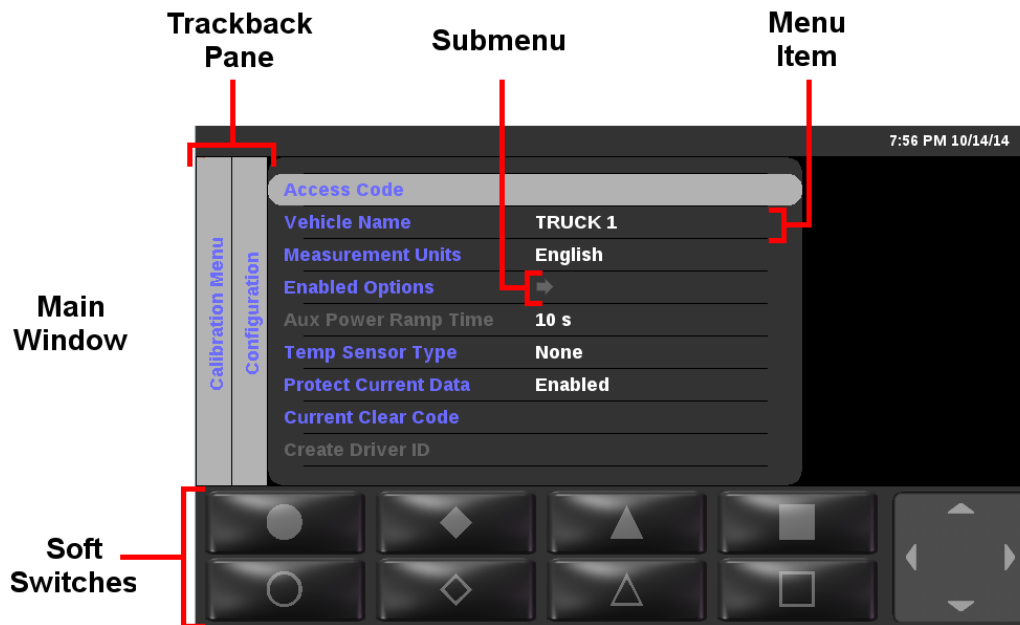 Trackback
Pane
Submenu
Menu
Item
7:56 PM 10/14/14
Main
Window
Calibration Menu
Configuration
Access Code
Vehicle Name TRUCK 1
Measurement Units English
Enabled Options
Aux Power Ramp Time 10 s
Temp Sensor Type None
Protect Current Data Enabled
Current Clear Code
Create Driver ID
Soft
Switches